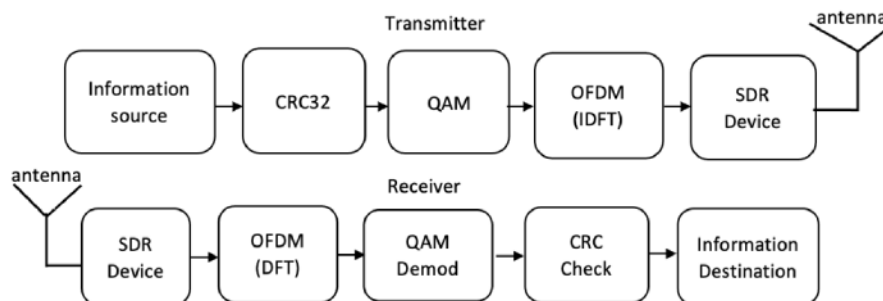 Transmitter
antenna
Information
source
CRC32
QAM
OFDM
(IDFT)
SDR
Device
antenna
Receiver
SDR
Device
OFDM
(DFT)
QAM
Demod
CRC
Check
Information
Destination